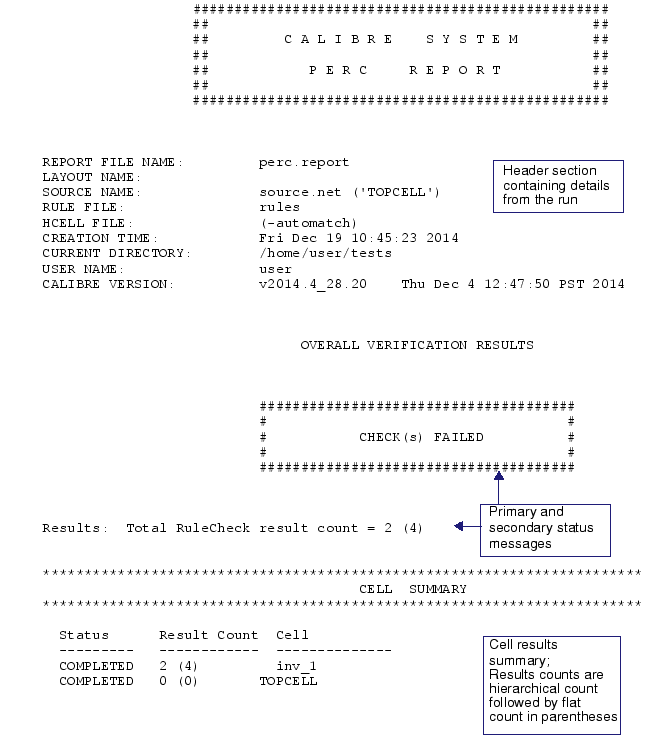 ##################################################
## ##
## C A L I B R E S Y S T E M ##
## ##
## P E R C R E P O R T ##
## ##
##################################################
REPORT FILE NAME: perc.report
LAYOUT NAME:
SOURCE NAME: source.net ('TOPCELL')
RULE FILE: rules
HCELL FILE: (-automatch)
CREATION TIME: Fri Dec 19 10:45:23 2014
CURRENT DIRECTORY: /home/user/tests
USER NAME: user
CALIBRE VERSION: v2014.4_28.20 Thu Dec 4 12:47:50 PST 2014
Header section
containing details
from the run
OVERALL VERIFICATION RESULTS
######################################
# #
# CHECK(s) FAILED #
# #
######################################
Results: Total RuleCheck result count = 2 (4)
Primary and
secondary status
messages
************************************************************************
CELL SUMMARY
************************************************************************
Status Result Count Cell
--------- ------------ --------------
COMPLETED 2 (4) inv_1
COMPLETED 0 (0) TOPCELL
Cell results
summary;
Results counts are
hierarchical count
followed by flat
count in parentheses